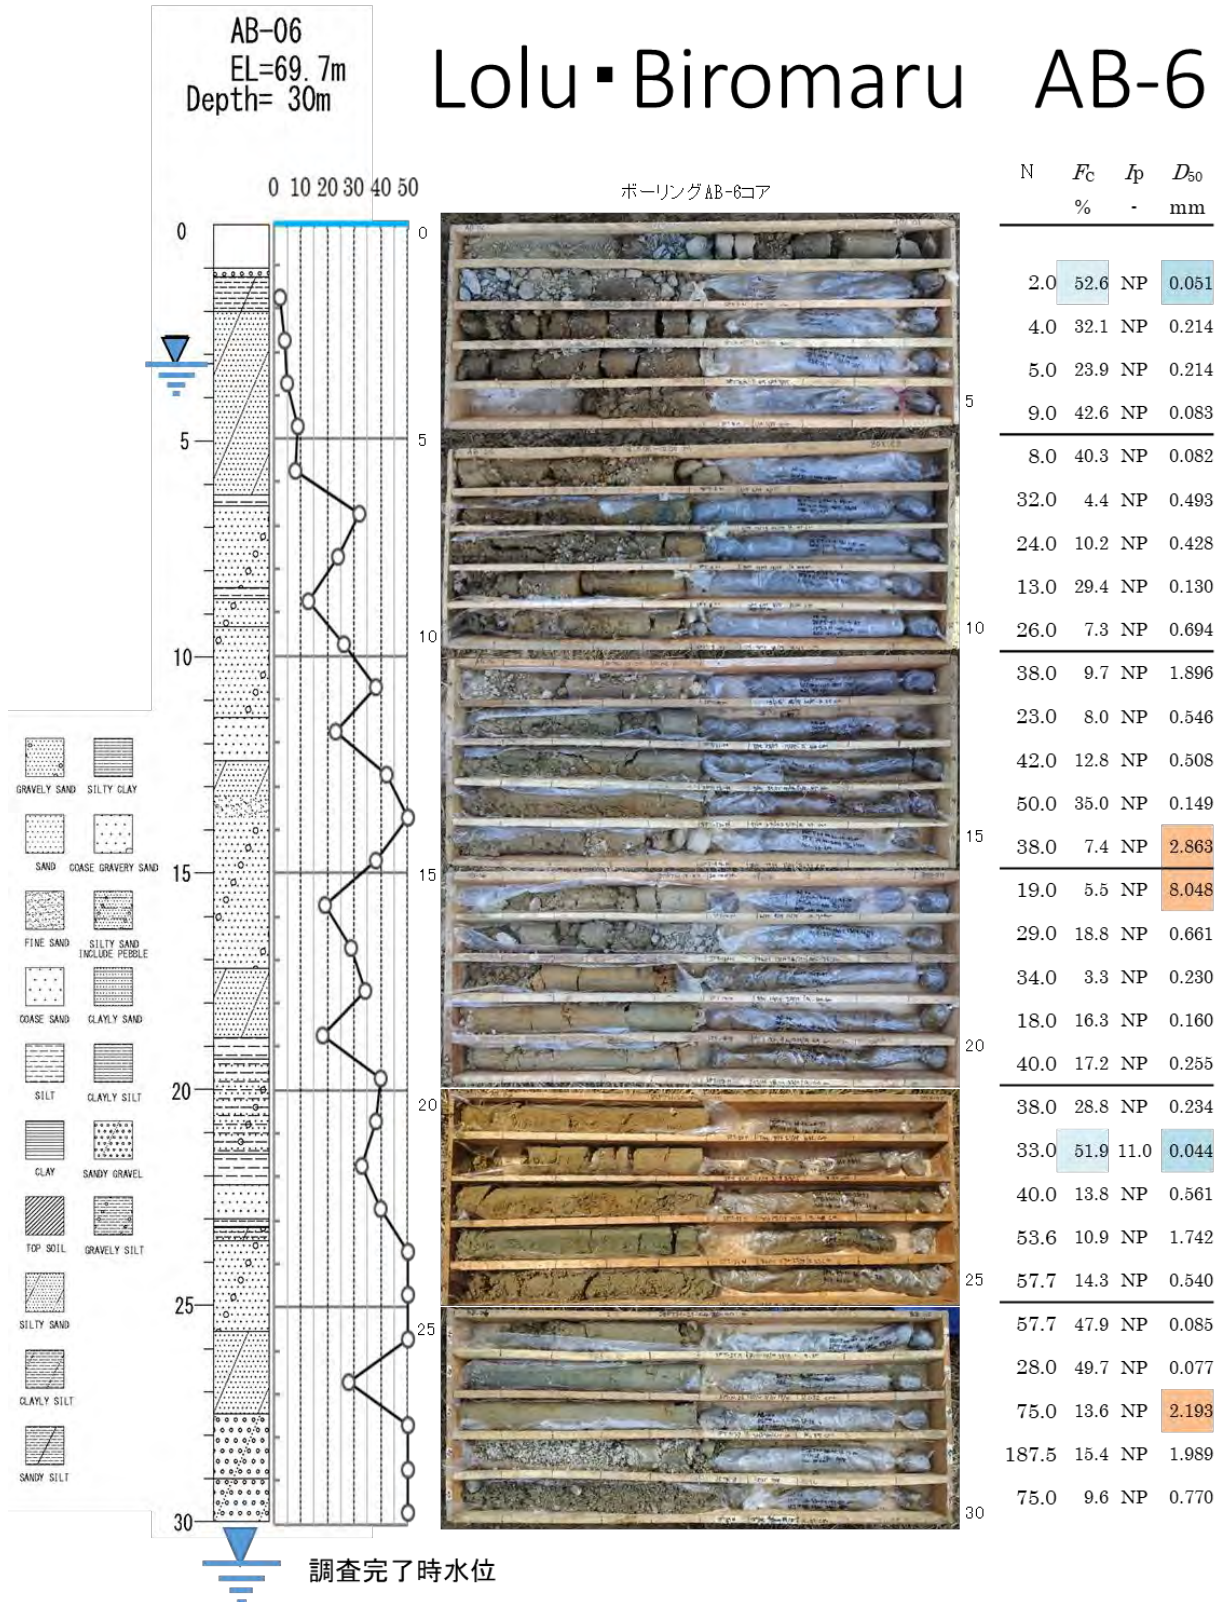 AB-06
EL=69.7m
Depth= 30m
Lolu・Biromaru AB-6
0 10 20 30 40 50
ボーリングAB-6コア
N Fc Ip D50
% - mm
0
5
10
15
20
25
30
0
5
10
15
20
25
5
10
15
20
25
30
2.0 52.6 NP 0.051
4.0 32.1 NP 0.214
5.0 23.9 NP 0.214
9.0 42.6 NP 0.083
8.0 40.3 NP 0.082
32.0 4.4 NP 0.493
24.0 10.2 NP 0.428
13.0 29.4 NP 0.130
26.0 7.3 NP 0.694
38.0 9.7 NP 1.896
23.0 8.0 NP 0.546
42.0 12.8 NP 0.508
50.0 35.0 NP 0.149
38.0 7.4 NP 2.863
19.0 5.5 NP 8.048
29.0 18.8 NP 0.661
34.0 3.3 NP 0.230
18.0 16.3 NP 0.160
40.0 17.2 NP 0.255
38.0 28.8 NP 0.234
33.0 51.9 11.0 0.044
40.0 13.8 NP 0.561
53.6 10.9 NP 1.742
57.7 14.3 NP 0.540
57.7 47.9 NP 0.085
28.0 49.7 NP 0.077
75.0 13.6 NP 2.193
187.5 15.4 NP 1.989
75.0 9.6 NP 0.770
GRAVELY SAND SILTY CLAY
SAND COASE GRAVERY SAND
FINE SAND SILTY SAND
INCLUDE PEBBLE
COASE SAND CLAYLY SAND
SILT CLAYLY SILT
CLAY SANDY GRAVEL
TOP SOIL GRAVELY SILT
SILTY SAND
CLAYLY SILT
SANDY SILT
調査完了時水位